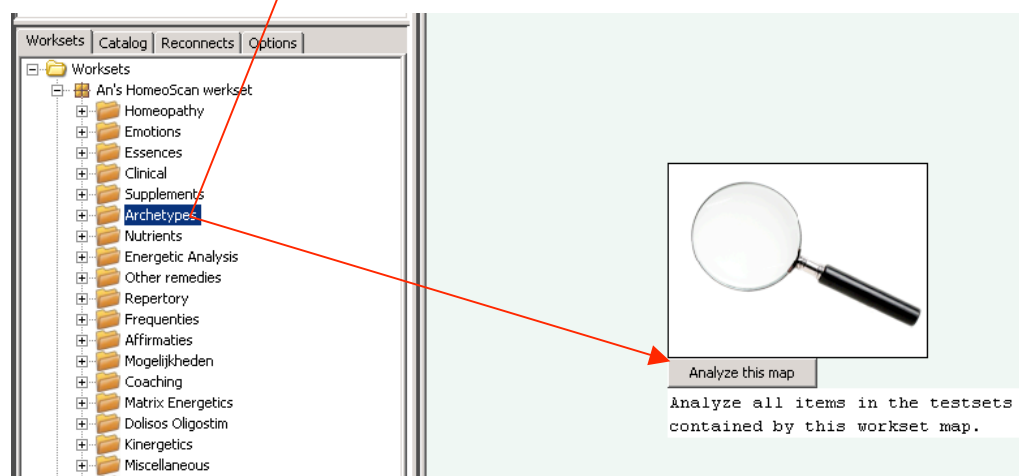 Worksets Catalog Reconnects Options
Worksets
An's HomeoScan werkset
Homeopathy
Emotions
Essences
Clinical
Supplements
Archetypes
Nutrients
Energetic Analysis
Other remedies
Repertory
Frequenties
Affirmaties
Mogelijkheden
Coaching
Matrix Energetics
Dolisos Oligostim
Kinergetics
Miscellaneous
Analyze this map
Analyze all items in the testsets
contained by this workset map.